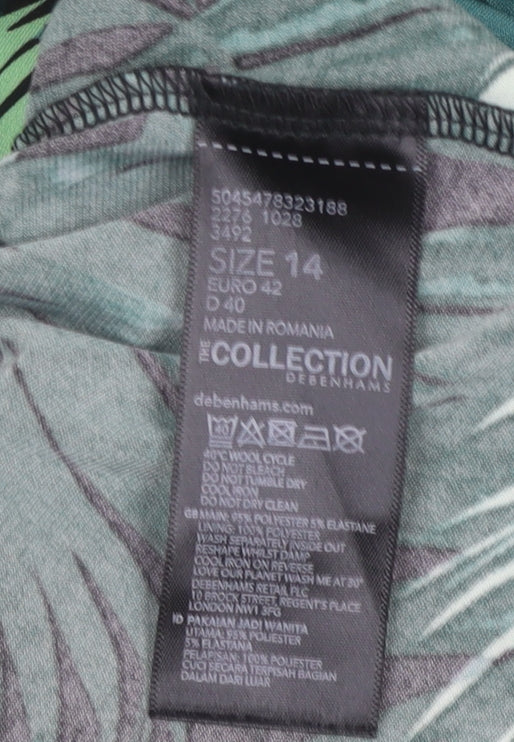 5045478323188
2276 1028
3492
SIZE 14
EURO 42
D 40
MADE IN ROMANIA
THE COLLECTION
DEBENHAMS
debenhams.com
40°C WOOL CYCLE
DO NOT BLEACH
DO NOT TUMBLE DRY
COOL IRON
DO NOT DRY CLEAN
GB MAIN: 95% POLYESTER 5% ELASTANE
LINING: 100% POLYESTER
WASH SEPARATELY INSIDE OUT
RESHAPE WHILST DAMP
COOL IRON ON REVERSE
LOVE OUR PLANET WASH ME AT 30°
DEBENHAMS RETAIL PLC
10 BROCK STREET, REGENT'S PLACE
LONDON NW1 3FG
ID PAKAIAN JADI WANITA
UTAMA: 95% POLIESTER
5% ELASTANA
PELAPISAN: 100% POLIESTER
CUCI SECARA TERPISAH BAGIAN
DALAM DARI LUAR